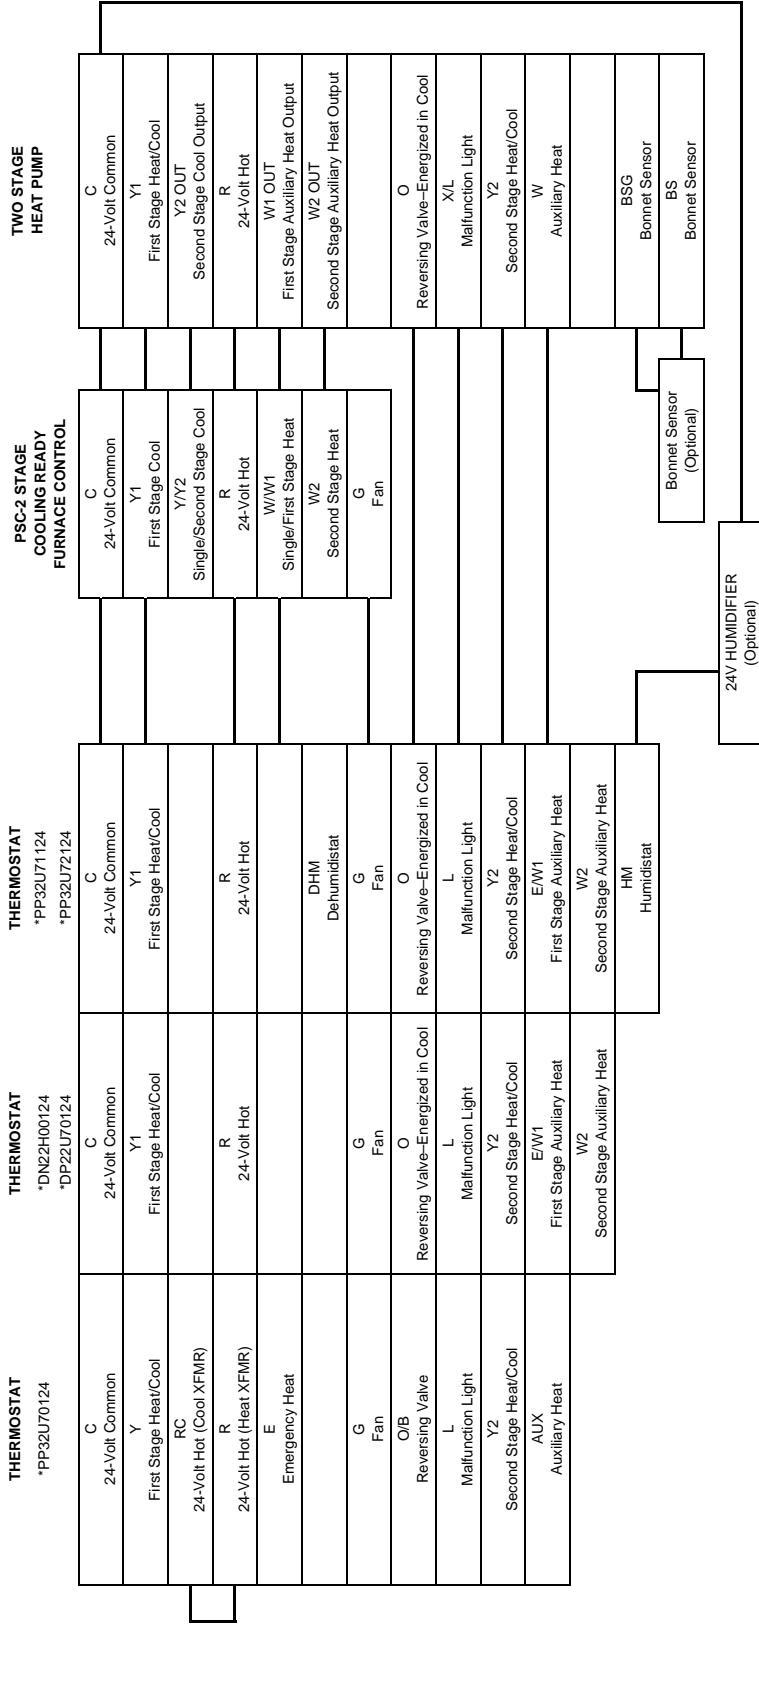 THERMOSTAT
*PP32U70124
C
24-Volt Common
Y
First Stage Heat/Cool
RC
24-Volt Hot (Cool XFMR)
R
24-Volt Hot (Heat XFMR)
E
Emergency Heat
G
Fan
O/B
Reversing Valve
L
Malfunction Light
Y2
Second Stage Heat/Cool
AUX
Auxiliary Heat
THERMOSTAT
*DN22H00124
*DP22U70124
C
24-Volt Common
Y1
First Stage Heat/Cool
R
24-Volt Hot
G
Fan
O
Reversing Valve–Energized in Cool
L
Malfunction Light
Y2
Second Stage Heat/Cool
E/W1
First Stage Auxiliary Heat
W2
Second Stage Auxiliary Heat
THERMOSTAT
*PP32U71124
*PP32U72124
C
24-Volt Common
Y1
First Stage Heat/Cool
R
24-Volt Hot
DHM
Dehumidistat
G
Fan
O
Reversing Valve–Energized in Cool
L
Malfunction Light
Y2
Second Stage Heat/Cool
E/W1
First Stage Auxiliary Heat
W2
Second Stage Auxiliary Heat
HM
Humidistat
PSC-2 STAGE
COOLING READY
FURNACE CONTROL
C
24-Volt Common
Y1
First Stage Cool
Y/Y2
Single/Second Stage Cool
R
24-Volt Hot
W/W1
Single/First Stage Heat
W2
Second Stage Heat
G
Fan
24V HUMIDIFIER
(Optional)
Bonnet Sensor
(Optional)
TWO STAGE
HEAT PUMP
C
24-Volt Common
Y1
First Stage Heat/Cool
Y2 OUT
Second Stage Cool Output
R
24-Volt Hot
W1 OUT
First Stage Auxiliary Heat Output
W2 OUT
Second Stage Auxiliary Heat Output
O
Reversing Valve–Energized in Cool
X/L
Malfunction Light
Y2
Second Stage Heat/Cool
W
Auxiliary Heat
BSG
Bonnet Sensor
BS
Bonnet Sensor